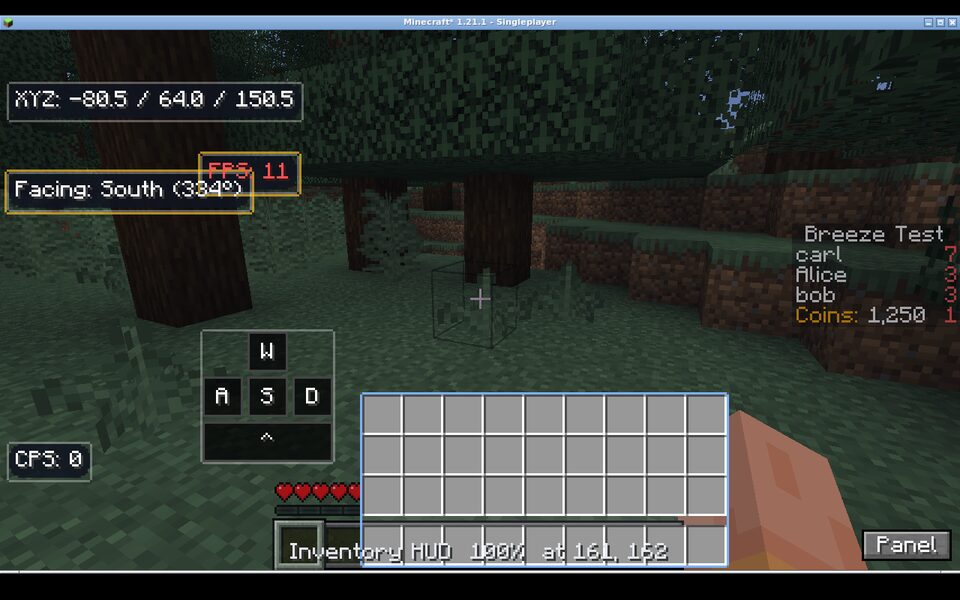 Minecraft* 1.21.1 - Singleplayer
XYZ: -80.5 / 64.0 / 150.5
FPS: 11
Facing: South (334°)
Breeze Test
carl 7
Alice 3
bob 3
Coins: 1,250 1
W
A S D
^
CPS: 0
Inventory HUD 100% at 161, 162
Panel